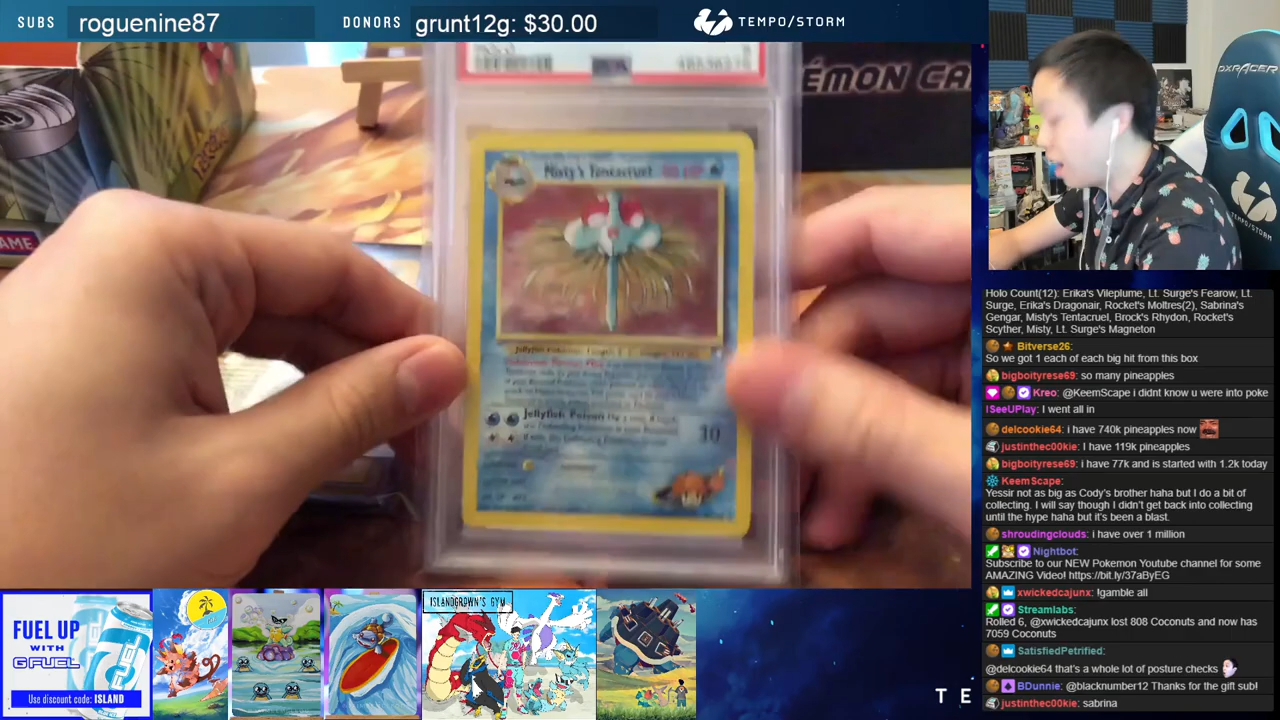 SUBS roguenine87 DONORS grunt12g: $30.00 TEMPO/STORM
DXRACER
TEMPO/STORM
POKÉMON CA
GAME
Misty's Tentacruel
Jellyfish Poison
30
Holo Count(12): Erika's Vileplume, Lt. Surge's Fearow, Lt.
Surge, Erika's Dragonair, Rocket's Moltres(2), Sabrina's
Gengar, Misty's Tentacruel, Brock's Rhydon, Rocket's
Scyther, Misty, Lt. Surge's Magneton
Bitverse26:
So we got 1 each of each big hit from this box
bigboityrese69: so many pineapples
Kreo: @KeemScape i didnt know u were into poke
ISeeUPlay: I went all in
delcookie64: i have 740k pineapples now
justinthec00kie: I have 119k pineapples
bigboityrese69: i have 77k and is started with 1.2k today
KeemScape:
Yessir not as big as Cody's brother haha but I do a bit of
collecting. I will say though I didn't get back into collecting
until the hype haha but it's been a blast.
shroudingclouds: i have over 1 million
Nightbot:
Subscribe to our NEW Pokemon Youtube channel for some
AMAZING Video! https://bit.ly/37aByEG
xwickedcajunx: !gamble all
Streamlabs:
Rolled 6, @xwickedcajunx lost 808 Coconuts and now has
7059 Coconuts
SatisfiedPetrified:
@delcookie64 that's a whole lot of posture checks
BDunnie: @blacknumber12 Thanks for the gift sub!
justinthec00kie: sabrina
FUEL UP
WITH
GFUEL
Use discount code: ISLAND
ISLANDGROWN'S GYM
T E